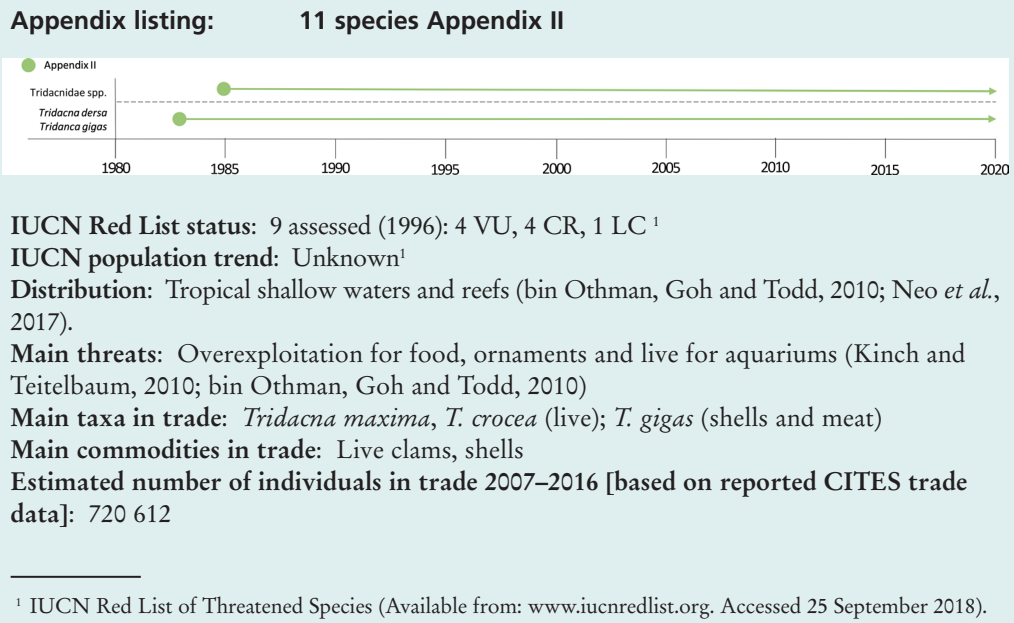 Appendix listing: 11 species Appendix II
Appendix II
Tridacnidae spp.
Tridacna dersa
Tridanca gigas
1980 1985 1990 1995 2000 2005 2010 2015 2020
IUCN Red List status: 9 assessed (1996): 4 VU, 4 CR, 1 LC ¹
IUCN population trend: Unknown¹
Distribution: Tropical shallow waters and reefs (bin Othman, Goh and Todd, 2010; Neo et al.,
2017).
Main threats: Overexploitation for food, ornaments and live for aquariums (Kinch and
Teitelbaum, 2010; bin Othman, Goh and Todd, 2010)
Main taxa in trade: Tridacna maxima, T. crocea (live); T. gigas (shells and meat)
Main commodities in trade: Live clams, shells
Estimated number of individuals in trade 2007–2016 [based on reported CITES trade
data]: 720 612
¹ IUCN Red List of Threatened Species (Available from: www.iucnredlist.org. Accessed 25 September 2018).